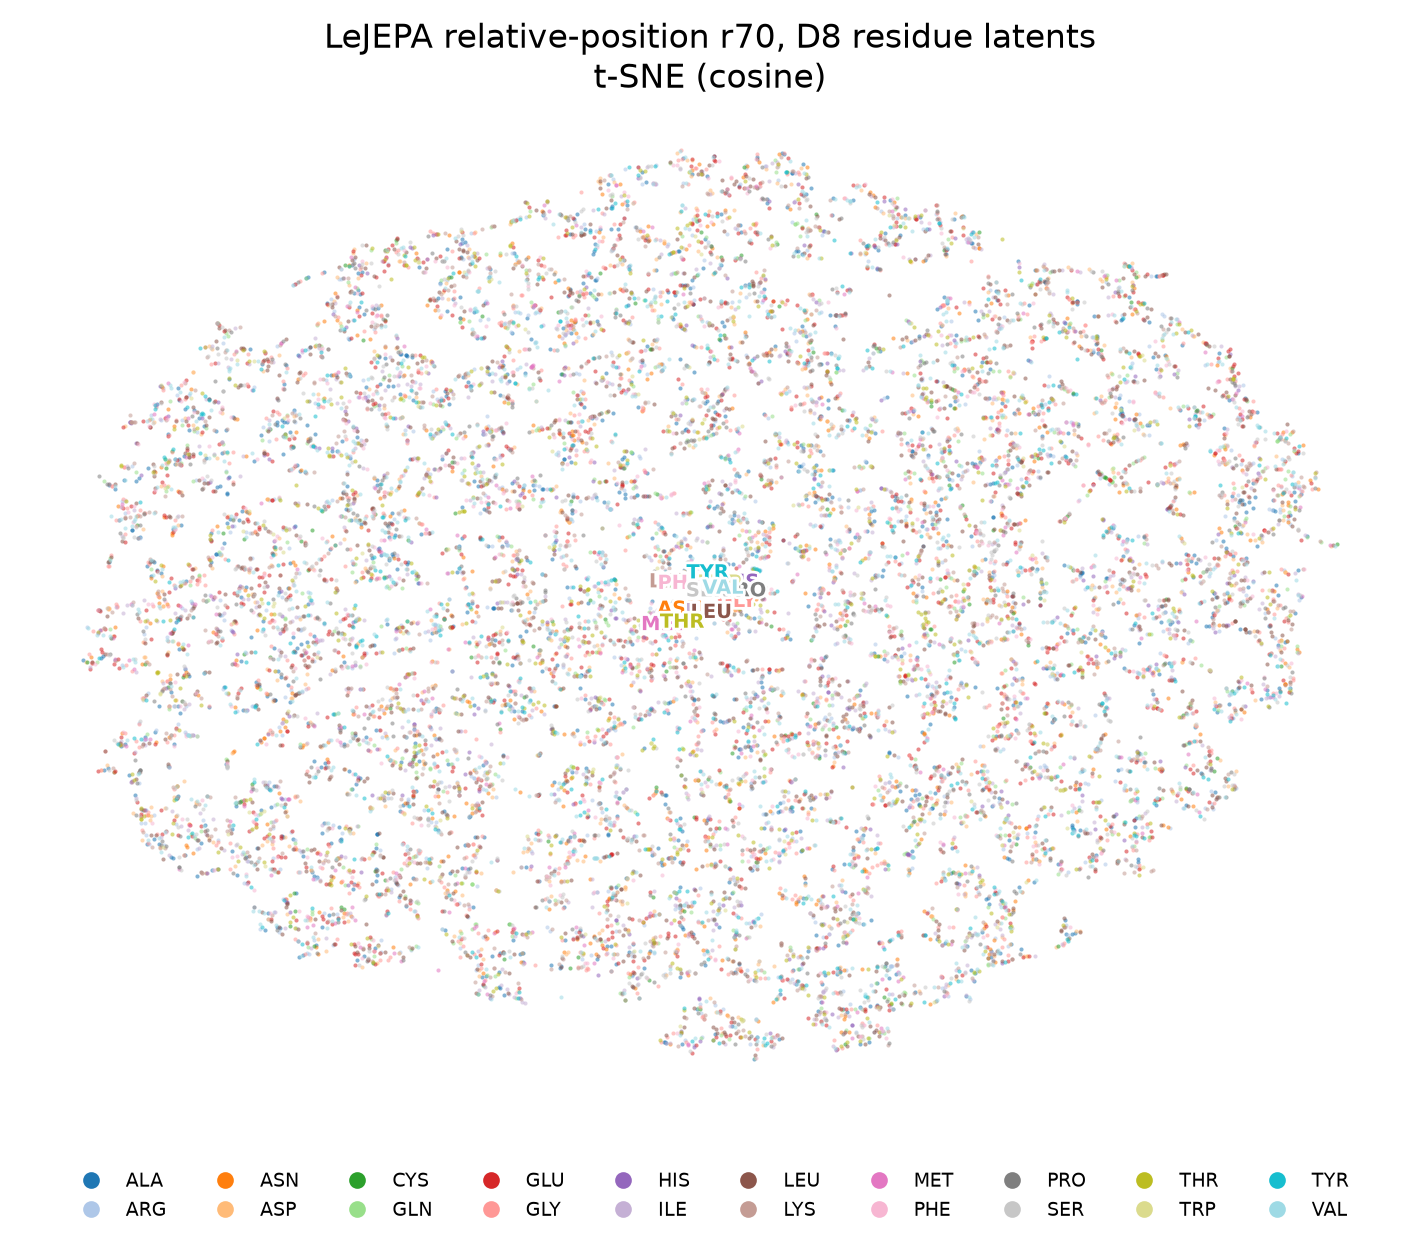 LeJEPA relative-position r70, D8 residue latents
t-SNE (cosine)
TYR
PH
VAL
LEU
THR
ALA ASN CYS GLU HIS LEU MET PRO THR TYR
ARG ASP GLN GLY ILE LYS PHE SER TRP VAL